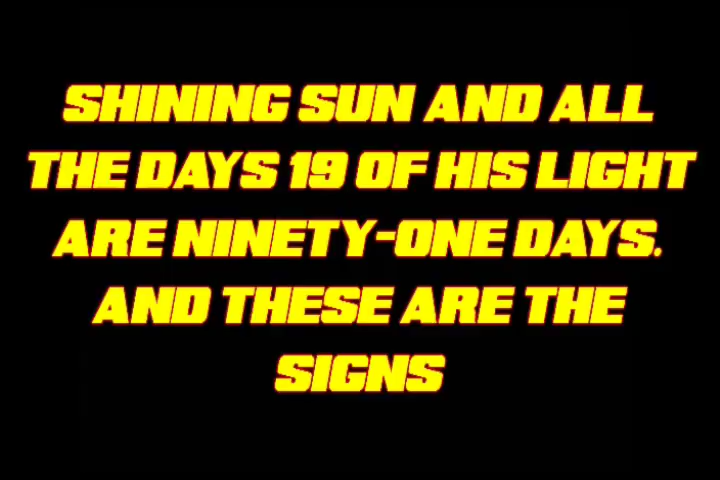 SHINING SUN AND ALL
THE DAYS 19 OF HIS LIGHT
ARE NINETY-ONE DAYS.
AND THESE ARE THE
SIGNS